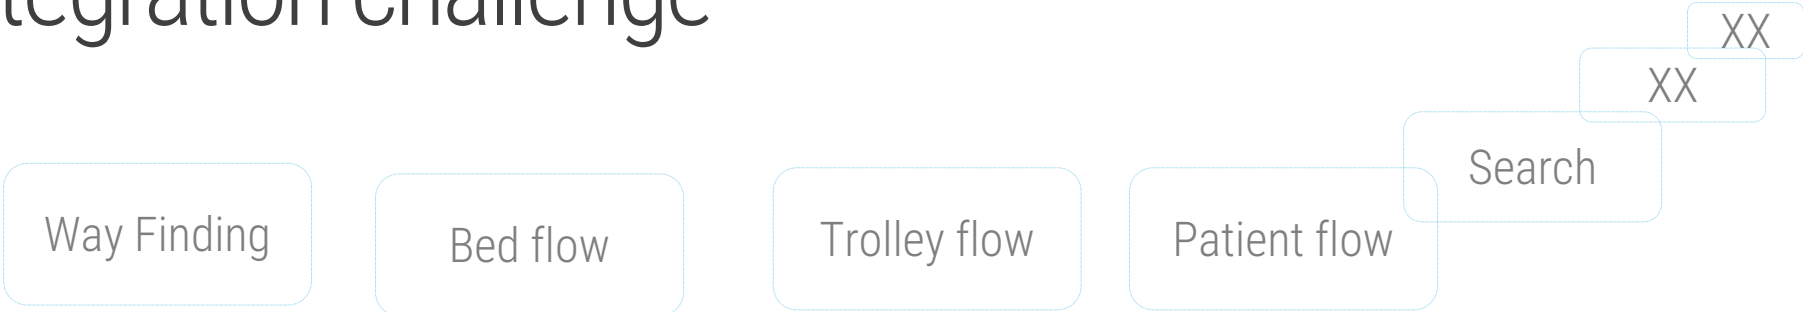 tegration challenge
XX
XX
Search
Way Finding
Bed flow
Trolley flow
Patient flow